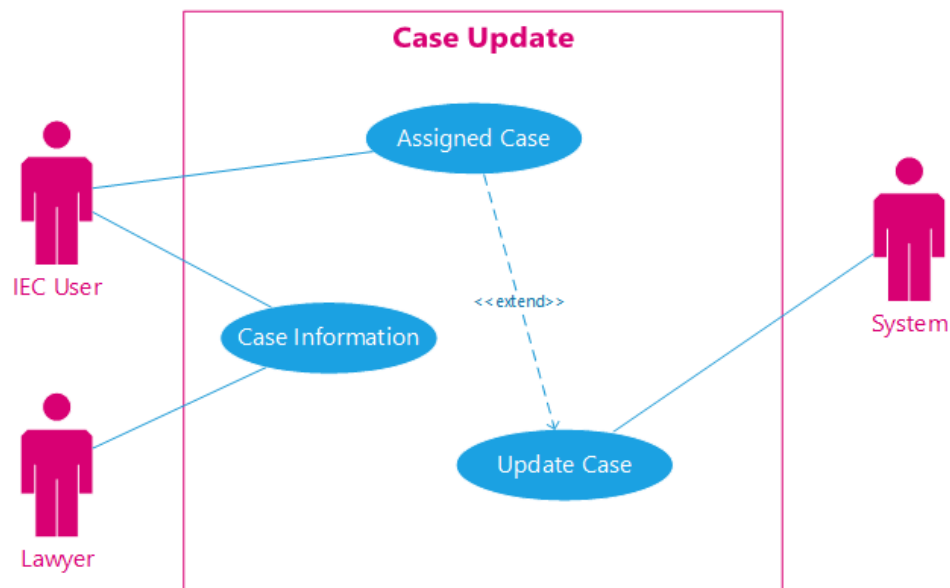 Case Update
Assigned Case
IEC User
<<extend>>
System
Case Information
Update Case
Lawyer